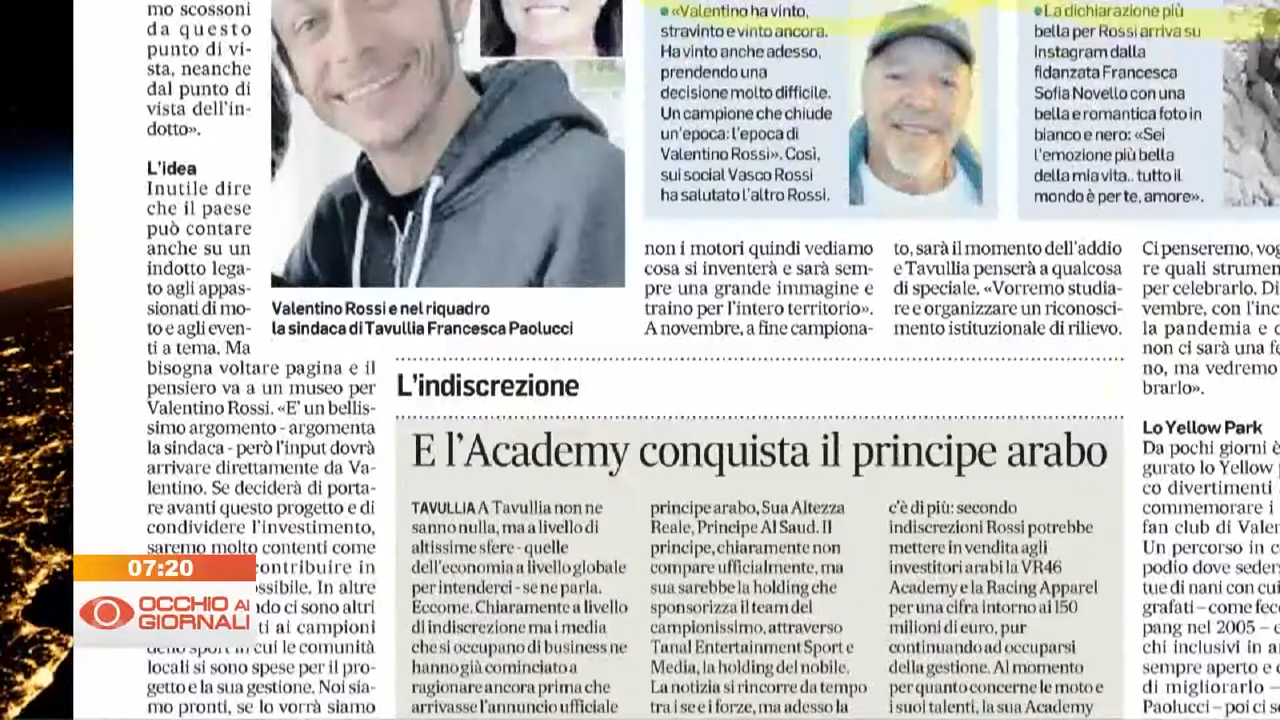 mo scossoni
da questo
punto di vi-
sta, neanche
dal punto di
vista dell'in-
dotto».
L'idea
Inutile dire
che il paese
può contare
anche su un
indotto lega-
to agli appas-
sionati di mo-
to e agli even-
ti a tema. Ma
bisogna voltare pagina e il
pensiero va a un museo per
Valentino Rossi. «E' un bellis-
simo argomento - argomenta
la sindaca - però l'input dovrà
arrivare direttamente da Va-
lentino. Se deciderà di porta-
re avanti questo progetto e di
condividere l'investimento,
saremo molto contenti come
contribuire in
ossibile. In altre
ndo ci sono altri
ti ai campioni
dello sport in cui le comunità
locali si sono spese per il pro-
getto e la sua gestione. Noi sia-
mo pronti, se lo vorrà siamo
Valentino Rossi e nel riquadro
la sindaca di Tavullia Francesca Paolucci
«Valentino ha vinto,
stravinto e vinto ancora.
Ha vinto anche adesso,
prendendo una
decisione molto difficile.
Un campione che chiude
un'epoca: l'epoca di
Valentino Rossi». Così,
sui social Vasco Rossi
ha salutato l'altro Rossi.
La dichiarazione più
bella per Rossi arriva su
Instagram dalla
fidanzata Francesca
Sofia Novello con una
bella e romantica foto in
bianco e nero: «Sei
l'emozione più bella
della mia vita.. tutto il
mondo è per te, amore».
non i motori quindi vediamo
cosa si inventerà e sarà sem-
pre una grande immagine e
traino per l'intero territorio».
A novembre, a fine campiona-
to, sarà il momento dell'addio
e Tavullia penserà a qualcosa
di speciale. «Vorremo studia-
re e organizzare un riconosci-
mento istituzionale di rilievo.
Ci penseremo, vog
re quali strumen
per celebrarlo. Di
vembre, con l'inc
la pandemia e c
non ci sarà una fe
no, ma vedremo
brarlo».
Lo Yellow Park
Da pochi giorni è
gurato lo Yellow
co divertimenti
commemorare i
fan club di Valen
Un percorso in c
podio dove seder
tue di nani con cui
grafati – come fec
pang nel 2005 – e
chi inclusivi in a
sempre aperto e
di migliorarlo –
Paolucci – poi ci s
L'indiscrezione
E l'Academy conquista il principe arabo
TAVULLIA A Tavullia non ne
sanno nulla, ma a livello di
altissime sfere - quelle
dell'economia a livello globale
per intenderci - se ne parla.
Eccome. Chiaramente a livello
di indiscrezione ma i media
che si occupano di business ne
hanno già cominciato a
ragionare ancora prima che
arrivasse l'annuncio ufficiale
principe arabo, Sua Altezza
Reale, Principe Al Saud. Il
principe, chiaramente non
compare ufficialmente, ma
sua sarebbe la holding che
sponsorizza il team del
campionissimo, attraverso
Tanal Entertainment Sport e
Media, la holding del nobile.
La notizia si rincorre da tempo
tra i se e i forze, ma adesso la
c'è di più: secondo
indiscrezioni Rossi potrebbe
mettere in vendita agli
investitori arabi la VR46
Academy e la Racing Apparel
per una cifra intorno ai 150
milioni di euro, pur
continuando ad occuparsi
della gestione. Al momento
per quanto concerne le moto e
i suoi talenti, la sua Academy
07:20
OCCHIO AI
GIORNALI